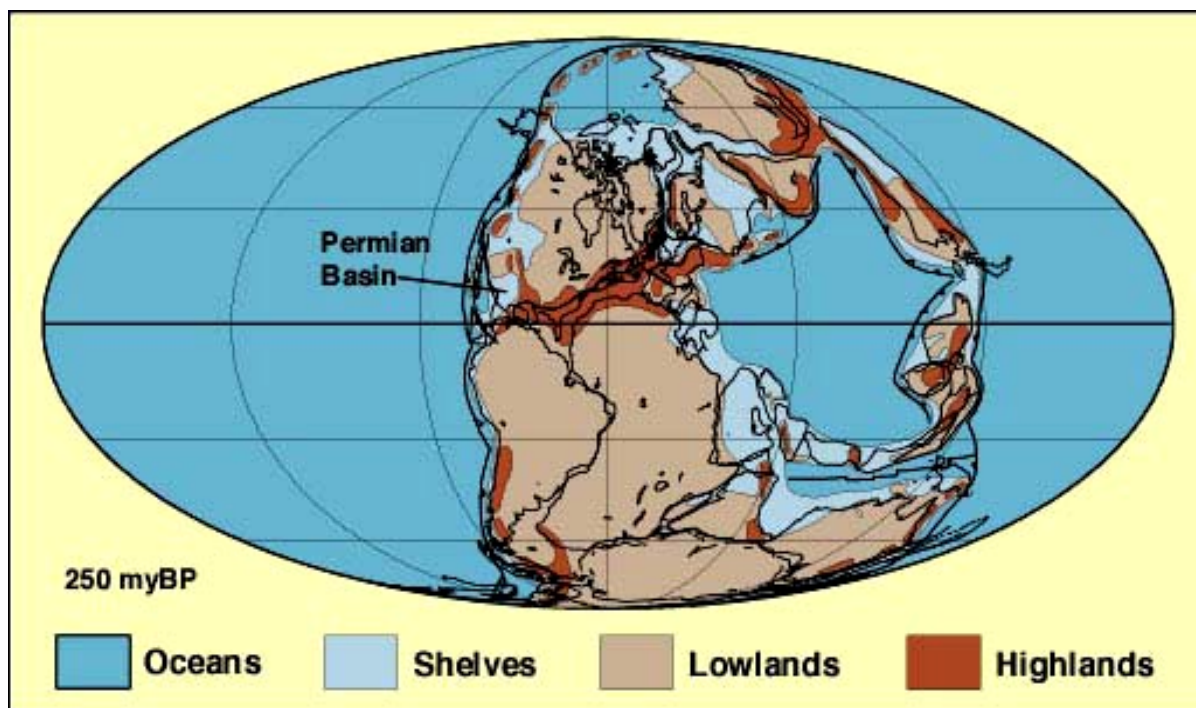 Permian
Basin
250 myBP
Oceans
Shelves
Lowlands
Highlands